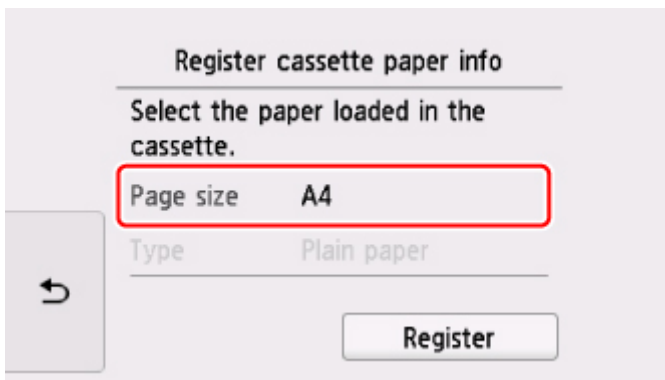 Register cassette paper info
Select the paper loaded in the
cassette.
Page size A4
Type Plain paper
Register